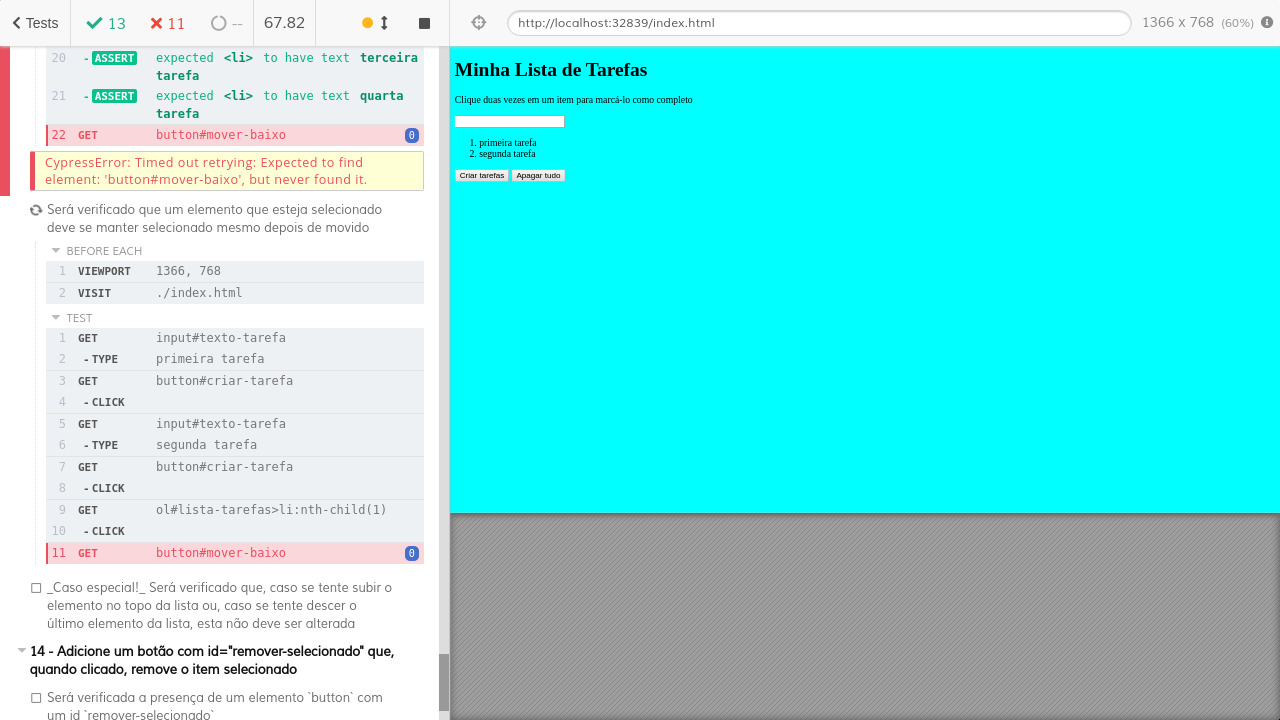 Tests
13
11
--
67.82
http://localhost:32839/index.html
1366 x 768 (60%)
20 - ASSERT expected <li> to have text terceira
tarefa
21 - ASSERT expected <li> to have text quarta
tarefa
22 GET button#mover-baixo 0
CypressError: Timed out retrying: Expected to find
element: 'button#mover-baixo', but never found it.
Será verificado que um elemento que esteja selecionado
deve se manter selecionado mesmo depois de movido
BEFORE EACH
1 VIEWPORT 1366, 768
2 VISIT ./index.html
TEST
1 GET input#texto-tarefa
2 - TYPE primeira tarefa
3 GET button#criar-tarefa
4 - CLICK
5 GET input#texto-tarefa
6 - TYPE segunda tarefa
7 GET button#criar-tarefa
8 - CLICK
9 GET ol#lista-tarefas>li:nth-child(1)
10 - CLICK
11 GET button#mover-baixo 0
_Caso especial!_ Será verificado que, caso se tente subir o
elemento no topo da lista ou, caso se tente descer o
último elemento da lista, esta não deve ser alterada
14 - Adicione um botão com id="remover-selecionado" que,
quando clicado, remove o item selecionado
Será verificada a presença de um elemento `button` com
um id `remover-selecionado`
Minha Lista de Tarefas
Clique duas vezes em um item para marcá-lo como completo
1. primeira tarefa
2. segunda tarefa
Criar tarefas Apagar tudo